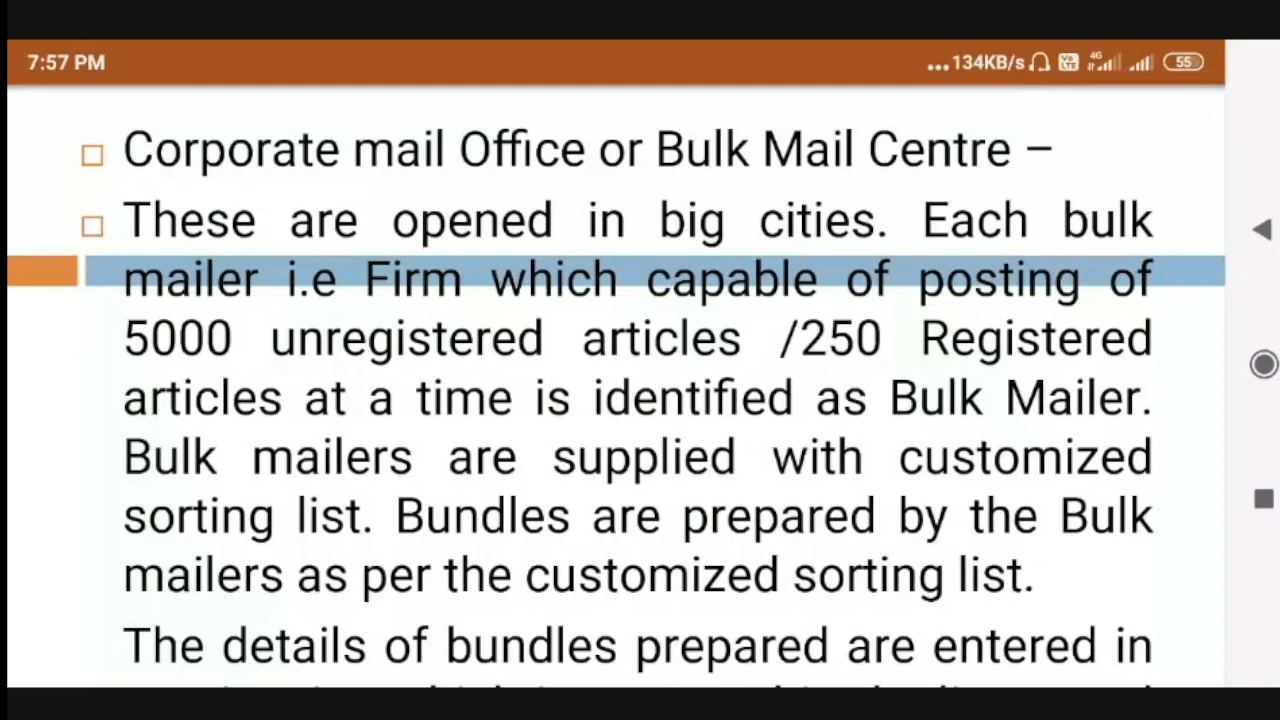 7:57 PM ...134KB/s Vo LTE 4G 55
Corporate mail Office or Bulk Mail Centre –
These are opened in big cities. Each bulk
mailer i.e Firm which capable of posting of
5000 unregistered articles /250 Registered
articles at a time is identified as Bulk Mailer.
Bulk mailers are supplied with customized
sorting list. Bundles are prepared by the Bulk
mailers as per the customized sorting list.
The details of bundles prepared are entered in